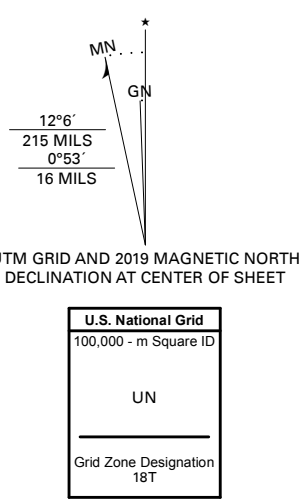 ★
MN
GN
12°6´
215 MILS
0°53´
16 MILS
UTM GRID AND 2019 MAGNETIC NORTH
DECLINATION AT CENTER OF SHEET
U.S. National Grid
100,000 - m Square ID
UN
Grid Zone Designation
18T